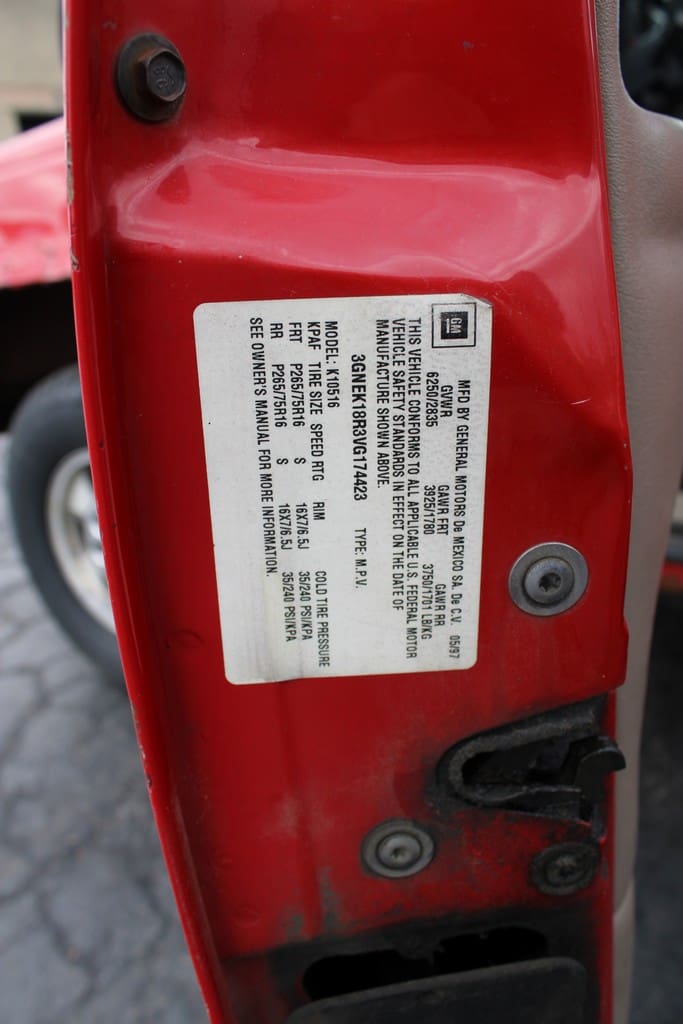 GM
MFD BY GENERAL MOTORS De MEXICO SA. De C.V. 05/97
GVWR GAWR FRT GAWR RR
6250/2835 3925/1780 3750/1701 LB/KG
THIS VEHICLE CONFORMS TO ALL APPLICABLE U.S. FEDERAL MOTOR
VEHICLE SAFETY STANDARDS IN EFFECT ON THE DATE OF
MANUFACTURE SHOWN ABOVE.
3GNEK18R3VG174423 TYPE: M.P.V.
MODEL: K10516
KPAF TIRE SIZE SPEED RTG RIM COLD TIRE PRESSURE
FRT P265/75R16 S 16X7/6.5J 35/240 PSI/KPA
RR P265/75R16 S 16X7/6.5J 35/240 PSI/KPA
SEE OWNER'S MANUAL FOR MORE INFORMATION.